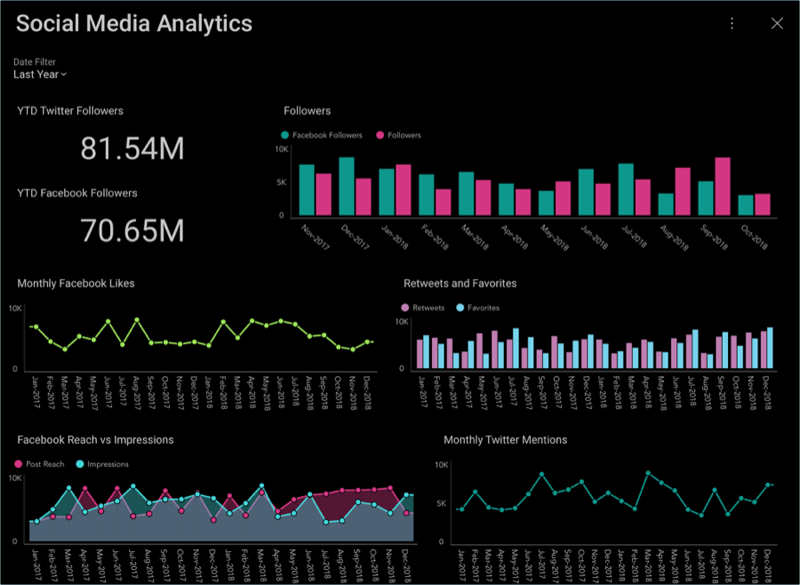 Social Media Analytics
Date Filter
Last Year
YTD Twitter Followers
81.54M
YTD Facebook Followers
70.65M
Followers
Facebook Followers Followers
10K
5K
0
Nov-2017 Dec-2017 Jan-2018 Feb-2018 Mar-2018 Apr-2018 May-2018 Jun-2018 Jul-2018 Aug-2018 Sep-2018 Oct-2018
Monthly Facebook Likes
10K
0
Jan-2017 Feb-2017 Mar-2017 Apr-2017 May-2017 Jun-2017 Jul-2017 Aug-2017 Sep-2017 Oct-2017 Nov-2017 Dec-2017 Jan-2018 Feb-2018 Mar-2018 Apr-2018 May-2018 Jun-2018 Jul-2018 Aug-2018 Sep-2018 Oct-2018 Nov-2018 Dec-2018
Retweets and Favorites
Retweets Favorites
10K
0
Jan-2017 Feb-2017 Mar-2017 Apr-2017 May-2017 Jun-2017 Jul-2017 Aug-2017 Sep-2017 Oct-2017 Nov-2017 Dec-2017 Jan-2018 Feb-2018 Mar-2018 Apr-2018 May-2018 Jun-2018 Jul-2018 Aug-2018 Sep-2018 Oct-2018 Nov-2018 Dec-2018
Facebook Reach vs Impressions
Post Reach Impressions
10K
0
Jan-2017 Feb-2017 Mar-2017 Apr-2017 May-2017 Jun-2017 Jul-2017 Aug-2017 Sep-2017 Oct-2017 Nov-2017 Dec-2017 Jan-2018 Feb-2018 Mar-2018 Apr-2018 May-2018 Jun-2018 Jul-2018 Aug-2018 Sep-2018 Oct-2018 Nov-2018 Dec-2018
Monthly Twitter Mentions
10K
5K
0
Jan-2017 Feb-2017 Mar-2017 Apr-2017 May-2017 Jun-2017 Jul-2017 Aug-2017 Sep-2017 Oct-2017 Nov-2017 Dec-2017 Jan-2018 Feb-2018 Mar-2018 Apr-2018 May-2018 Jun-2018 Jul-2018 Aug-2018 Sep-2018 Oct-2018 Nov-2018 Dec-2018